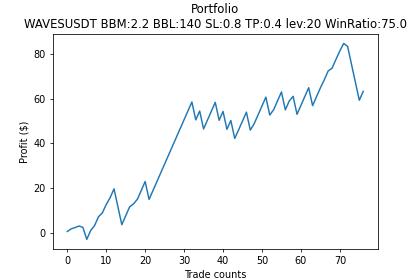 Portfolio
WAVESUSDT BBM:2.2 BBL:140 SL:0.8 TP:0.4 lev:20 WinRatio:75.0
80
60
40
20
0
Profit ($)
0 10 20 30 40 50 60 70
Trade counts